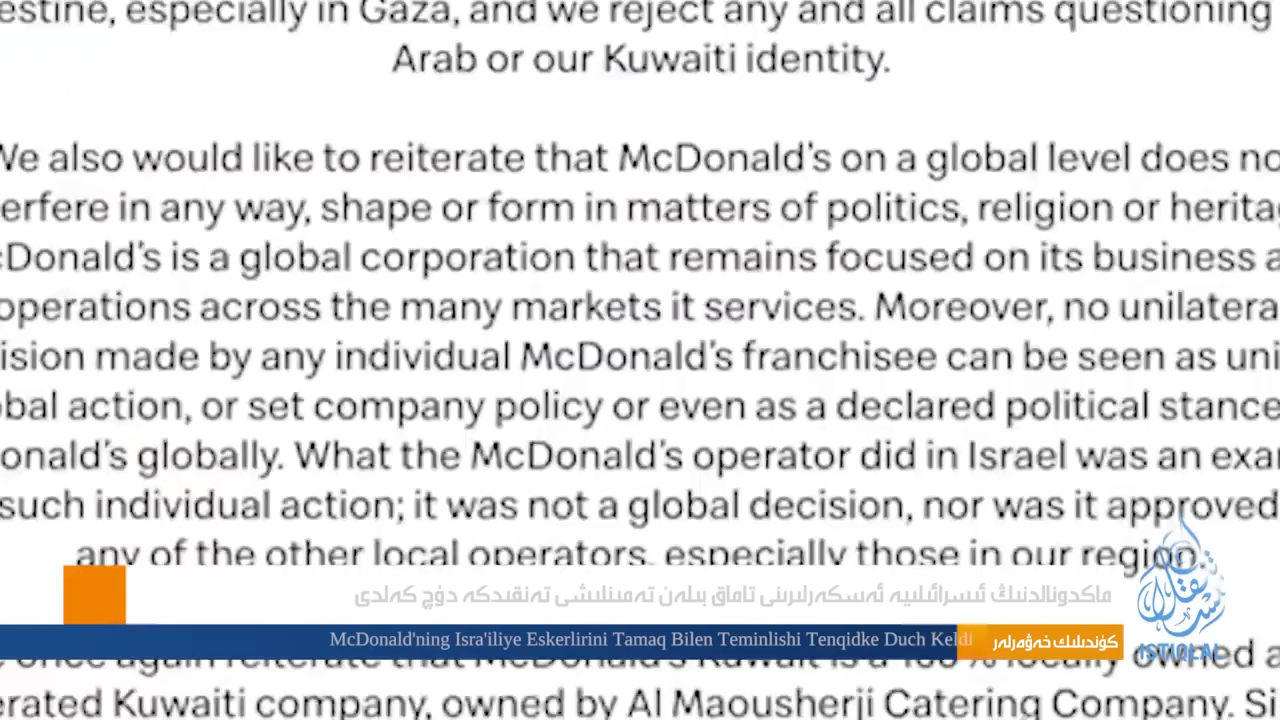 estine, especially in Gaza, and we reject any and all claims questioning
Arab or our Kuwaiti identity.
We also would like to reiterate that McDonald's on a global level does no
erfere in any way, shape or form in matters of politics, religion or herita
cDonald's is a global corporation that remains focused on its business a
operations across the many markets it services. Moreover, no unilatera
ision made by any individual McDonald's franchisee can be seen as uni
bal action, or set company policy or even as a declared political stance
onald's globally. What the McDonald's operator did in Israel was an exa
such individual action; it was not a global decision, nor was it approved
any of the other local operators, especially those in our region.
ماكدونالدنىڭ ئىسرائىلىيە ئەسكەرلىرىنى تاماق بىلەن تەمىنلىشى تەنقىدكە دۇچ كەلدى
McDonald'ning Isra'iliye Eskerlirini Tamaq Bilen Teminlishi Tenqidke Duch Keldi
كۈندىلىك خەۋەرلەر
ISTIQLAL
once again reiterate that McDonald's Kuwait is a 100% locally owned a
erated Kuwaiti company, owned by Al Maousherji Catering Company. Si